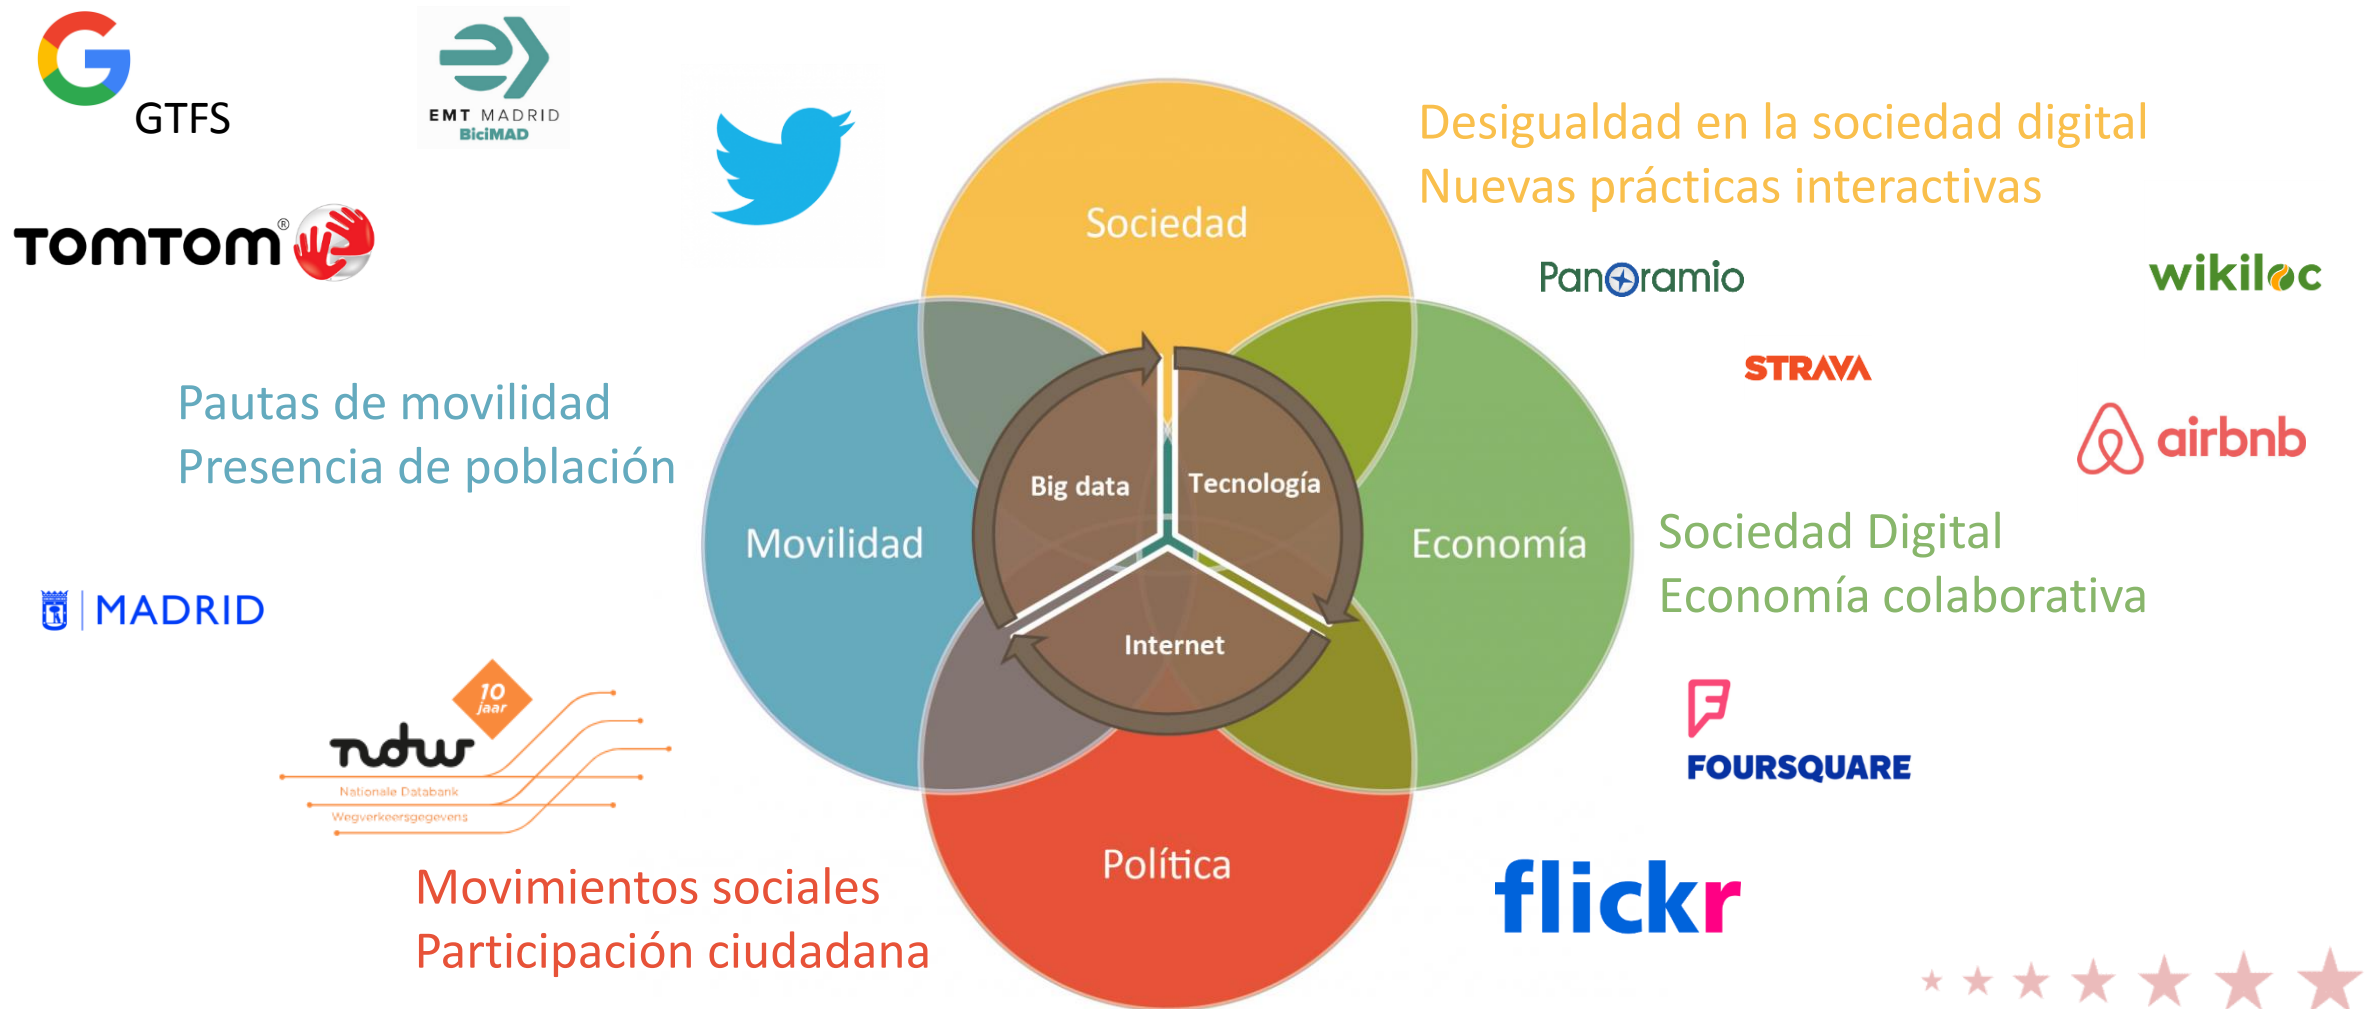 GTFS
EMT MADRID
BiciMAD
TOMTOM®
Pautas de movilidad
Presencia de población
MADRID
10
jaar
ndw
Nationale Databank
Wegverkeersgegevens
Movimientos sociales
Participación ciudadana
Sociedad
Movilidad
Big data
Tecnología
Internet
Economía
Política
Desigualdad en la sociedad digital
Nuevas prácticas interactivas
Panoramio
wikiloc
STRAVA
airbnb
Sociedad Digital
Economía colaborativa
FOURSQUARE
flickr